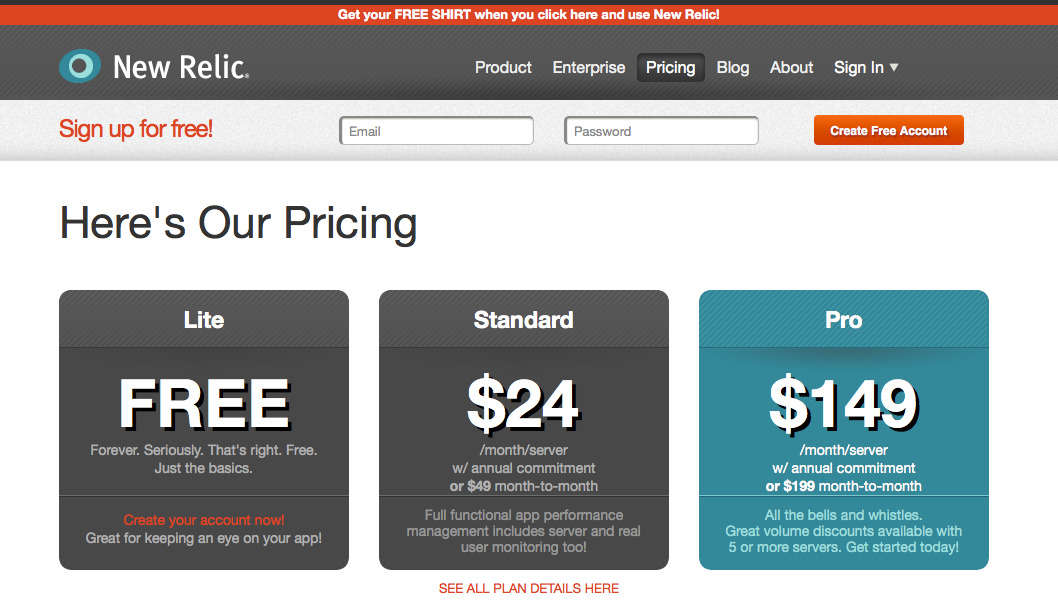 Get your FREE SHIRT when you click here and use New Relic!
New Relic®
Product Enterprise Pricing Blog About Sign In ▼
Sign up for free!
Email
Password
Create Free Account
Here's Our Pricing
Lite
FREE
Forever. Seriously. That's right. Free.
Just the basics.
Create your account now!
Great for keeping an eye on your app!
Standard
$24
/month/server
w/ annual commitment
or $49 month-to-month
Full functional app performance
management includes server and real
user monitoring too!
Pro
$149
/month/server
w/ annual commitment
or $199 month-to-month
All the bells and whistles.
Great volume discounts available with
5 or more servers. Get started today!
SEE ALL PLAN DETAILS HERE